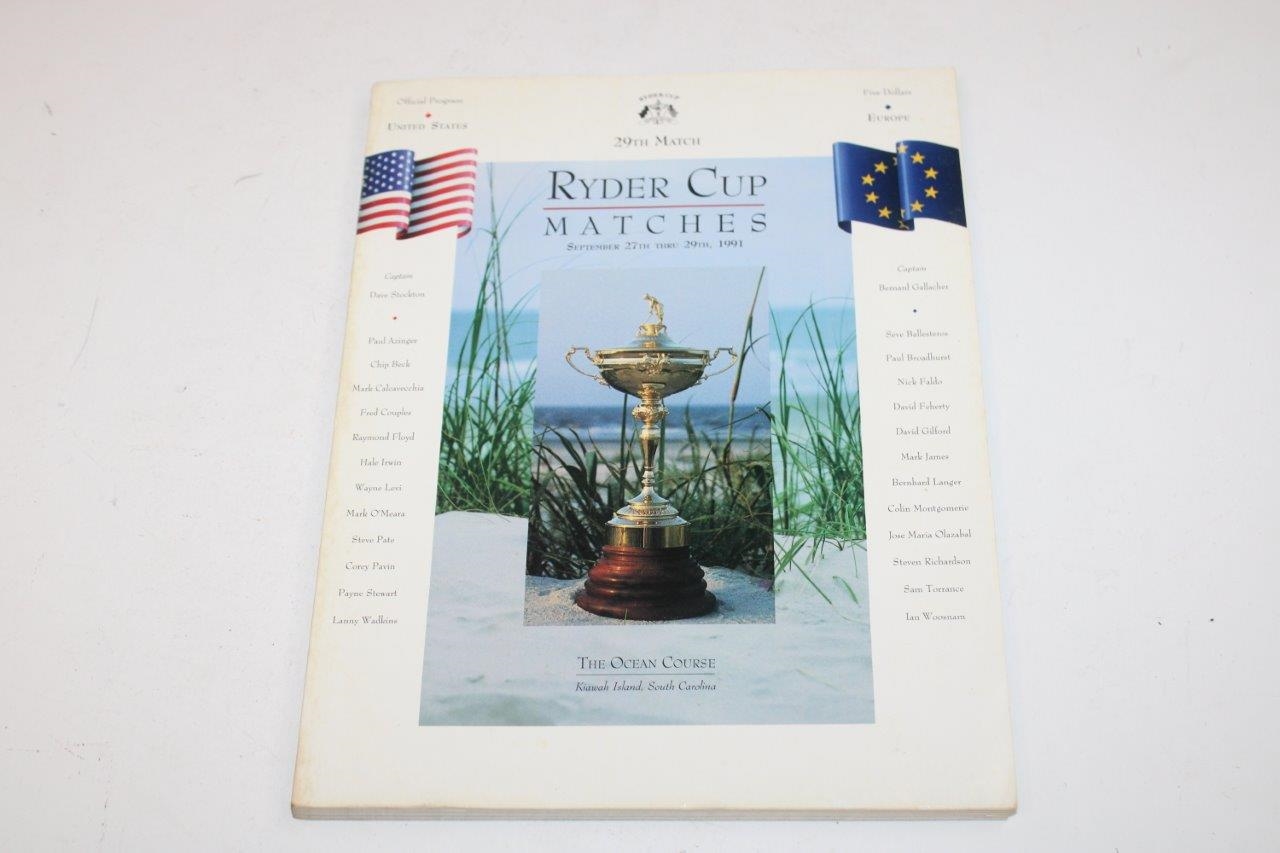 Official Program
UNITED STATES
RYDER CUP
29TH MATCH
Five Dollars
EUROPE
RYDER CUP
MATCHES
SEPTEMBER 27TH THRU 29TH, 1991
Captain
Dave Stockton
Paul Azinger
Chip Beck
Mark Calcavecchia
Fred Couples
Raymond Floyd
Hale Irwin
Wayne Levi
Mark O'Meara
Steve Pate
Corey Pavin
Payne Stewart
Lanny Wadkins
Captain
Bernard Gallacher
Seve Ballesteros
Paul Broadhurst
Nick Faldo
David Feherty
David Gilford
Mark James
Bernhard Langer
Colin Montgomerie
Jose Maria Olazabal
Steven Richardson
Sam Torrance
Ian Woosnam
THE OCEAN COURSE
Kiawah Island, South Carolina